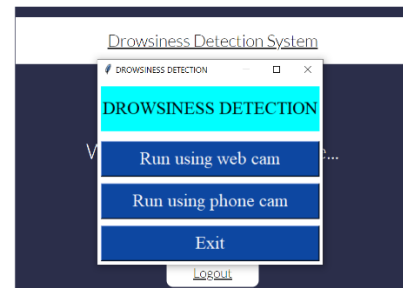 Drowsiness Detection System
DROWSINESS DETECTION
DROWSINESS DETECTION
Run using web cam
Run using phone cam
Exit
Logout